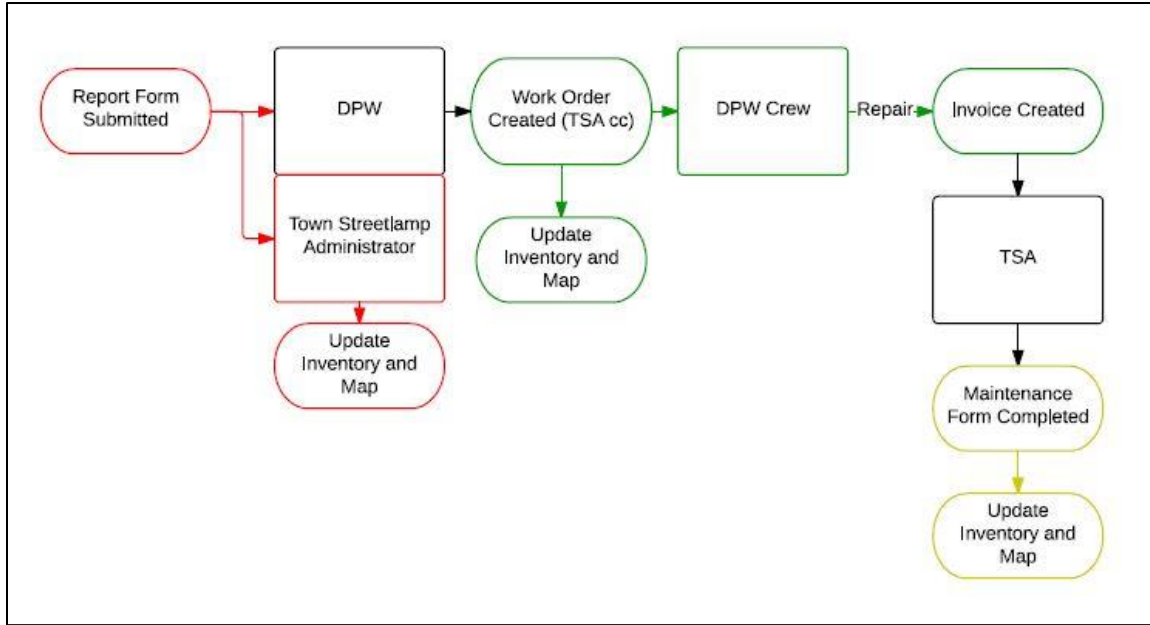 Report Form
Submitted
DPW
Work Order
Created (TSA cc)
DPW Crew
Repair
Invoice Created
Town Streetlamp
Administrator
Update
Inventory and
Map
Update
Inventory and
Map
TSA
Maintenance
Form Completed
Update
Inventory and
Map